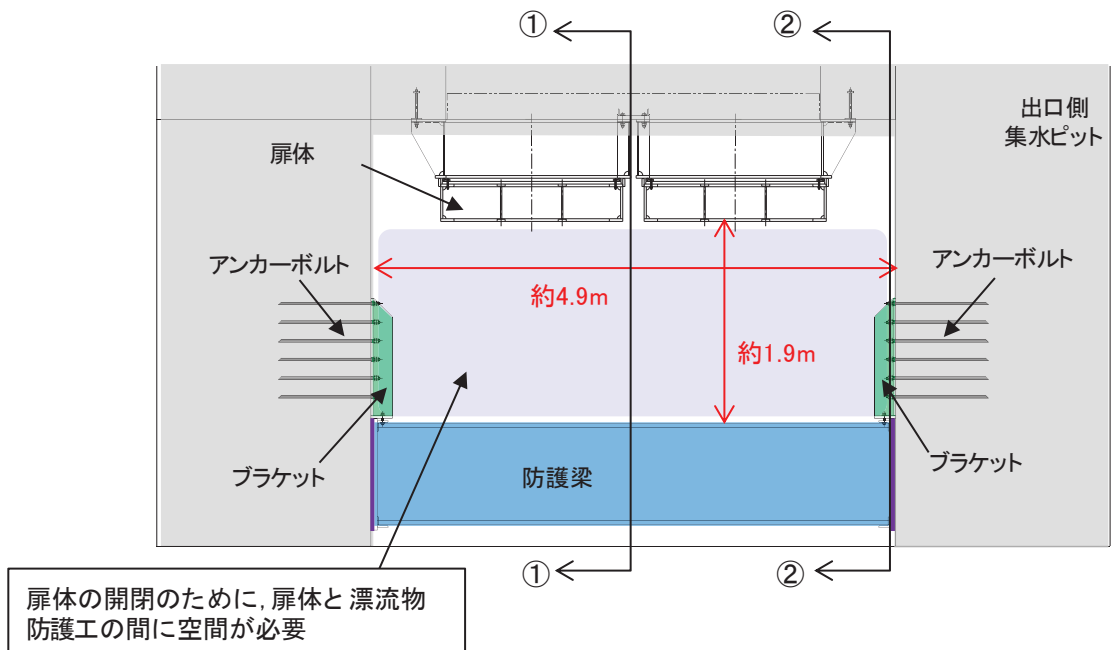 ① ②
出口側
集水ピット
扉体
アンカーボルト
アンカーボルト
約4.9m
約1.9m
ブラケット
防護梁
ブラケット
① ②
扉体の開閉のために,扉体と漂流物
防護工の間に空間が必要